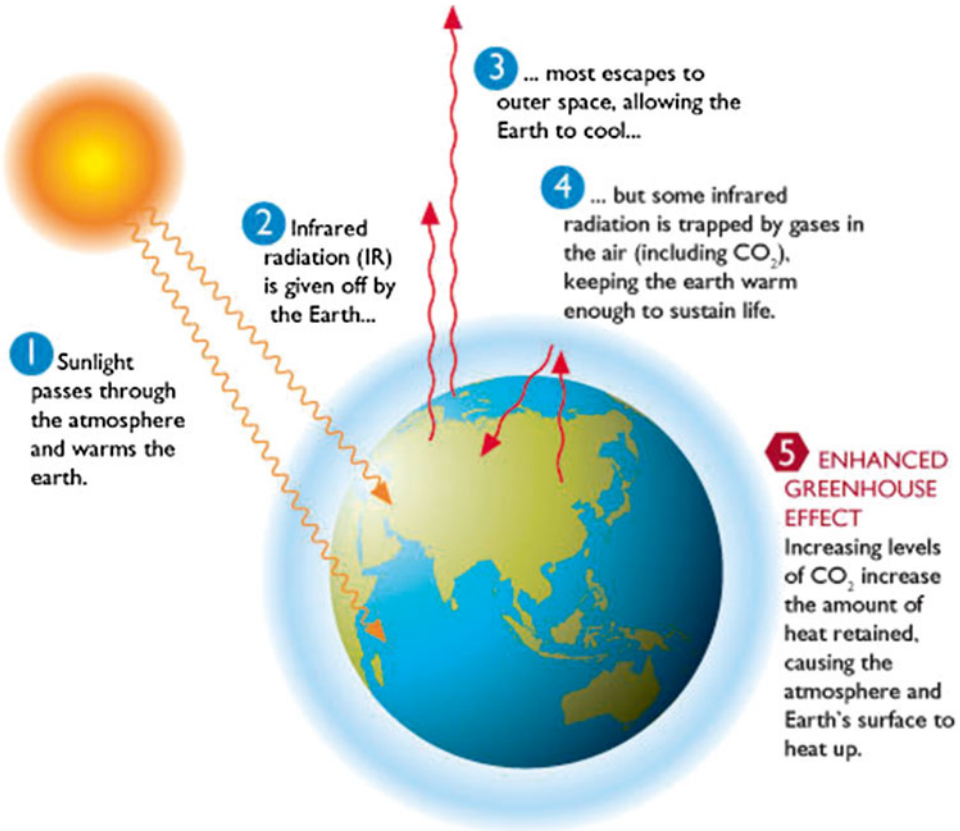 1 Sunlight
passes through
the atmosphere
and warms the
earth.
2 Infrared
radiation (IR)
is given off by
the Earth...
3 ... most escapes to
outer space, allowing the
Earth to cool...
4 ... but some infrared
radiation is trapped by gases in
the air (including CO₂),
keeping the earth warm
enough to sustain life.
5 ENHANCED
GREENHOUSE
EFFECT
Increasing levels
of CO₂ increase
the amount of
heat retained,
causing the
atmosphere and
Earth's surface to
heat up.